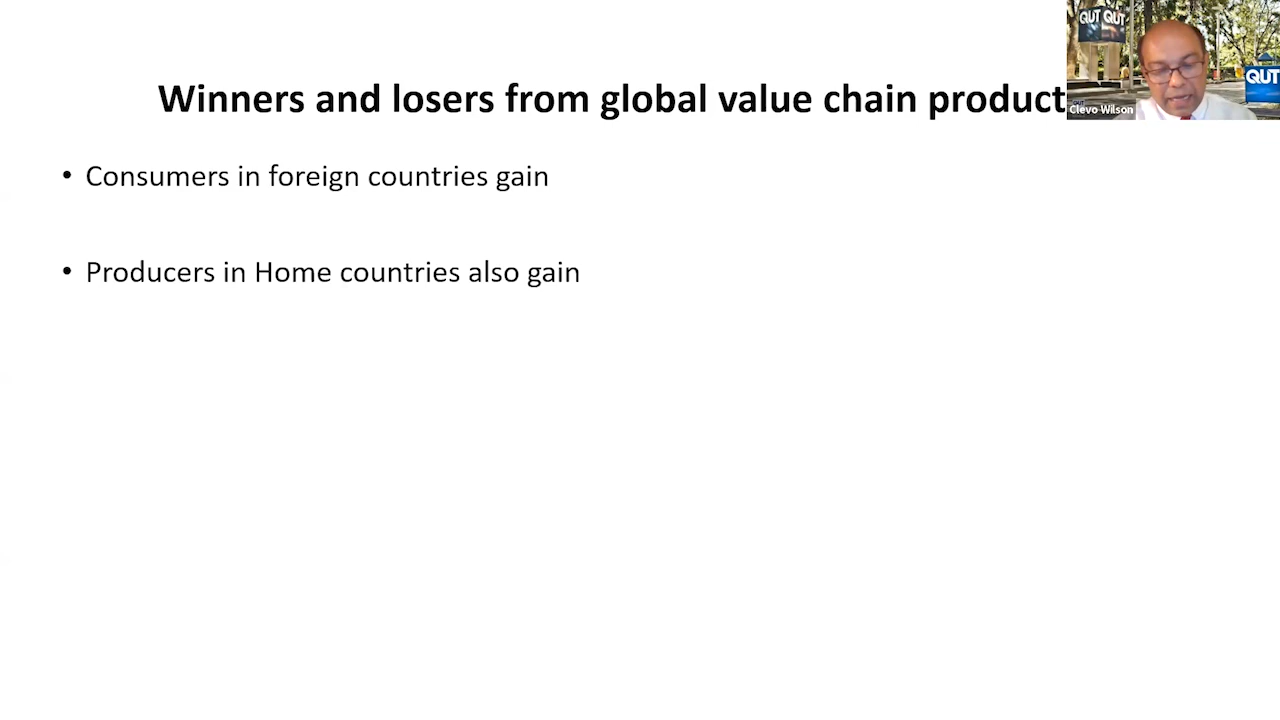 Winners and losers from global value chain product
• Consumers in foreign countries gain
• Producers in Home countries also gain
QUT QUT
QUT
Clevo Wilson